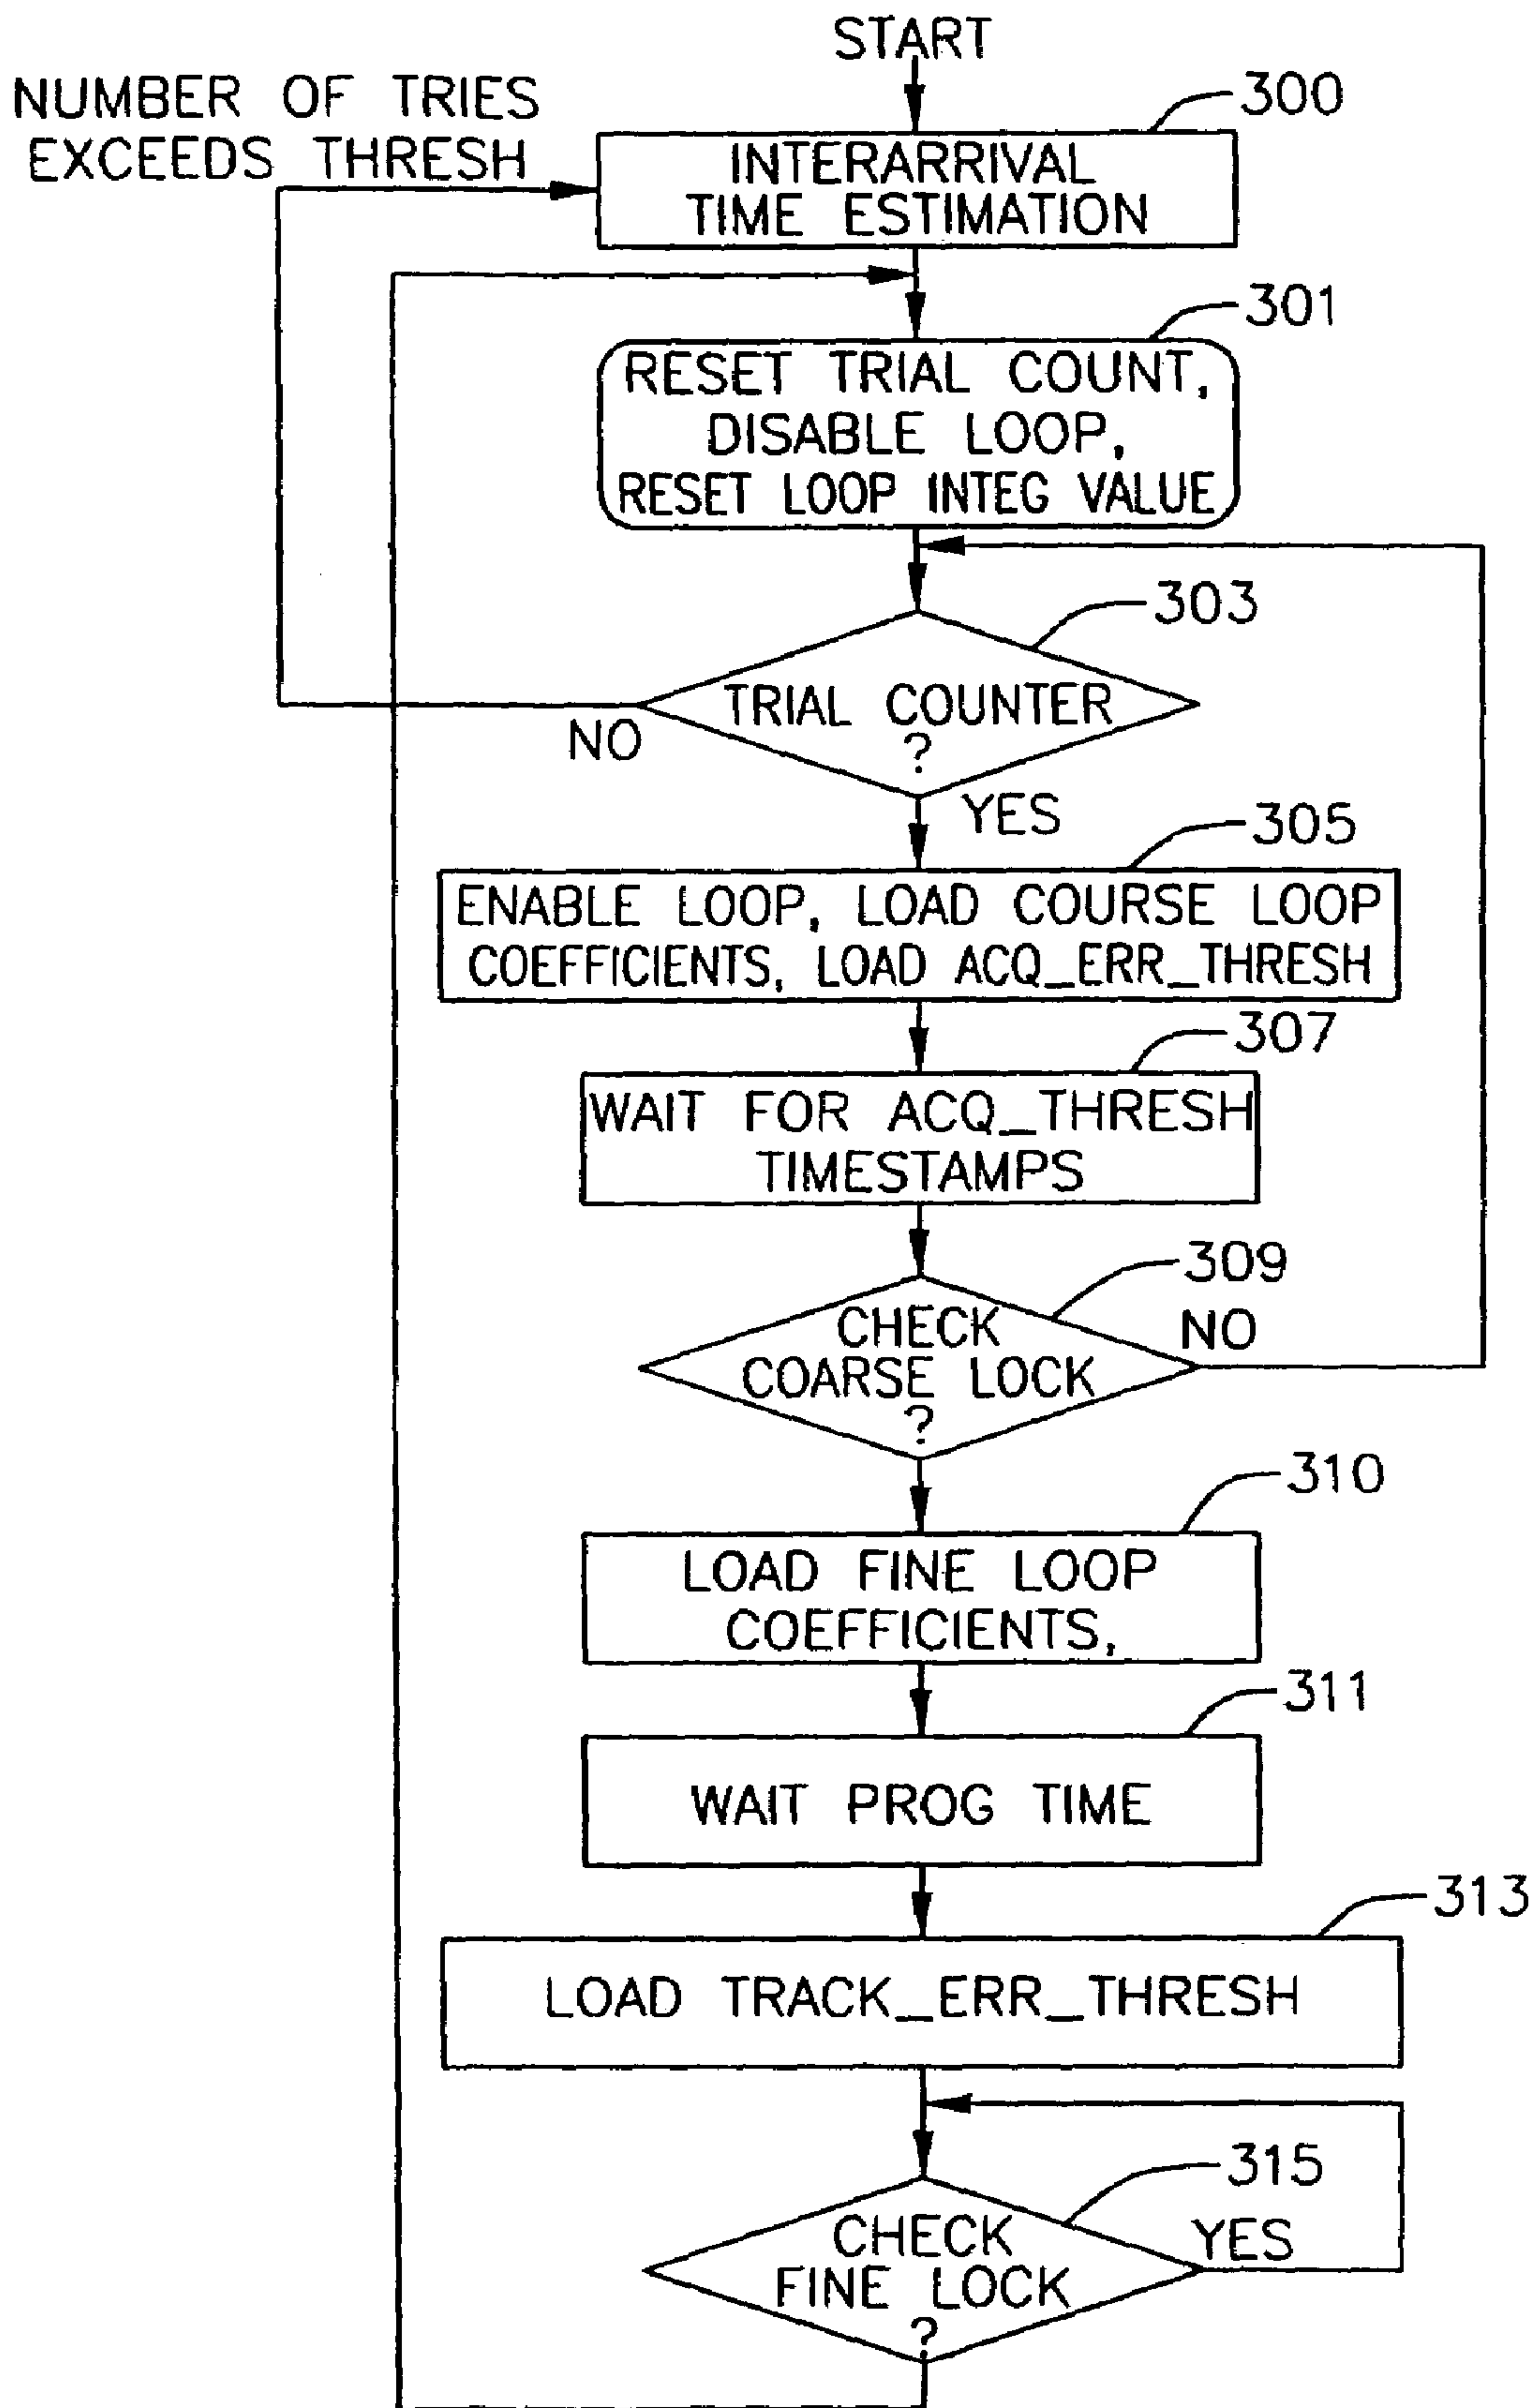 START
NUMBER OF TRIES
EXCEEDS THRESH
300
INTERARRIVAL
TIME ESTIMATION
301
RESET TRIAL COUNT,
DISABLE LOOP,
RESET LOOP INTEG VALUE
303
TRIAL COUNTER
?
NO
YES
305
ENABLE LOOP, LOAD COURSE LOOP
COEFFICIENTS, LOAD ACQ_ERR_THRESH
307
WAIT FOR ACQ_THRESH
TIMESTAMPS
309
CHECK
COARSE LOCK
?
NO
310
LOAD FINE LOOP
COEFFICIENTS,
311
WAIT PROG TIME
313
LOAD TRACK_ERR_THRESH
315
CHECK
FINE LOCK
?
YES